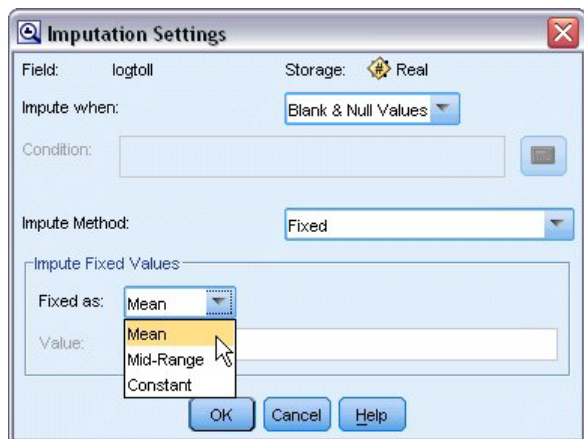 Imputation Settings
Field: logtoll Storage: Real
Impute when: Blank & Null Values
Condition:
Impute Method: Fixed
Impute Fixed Values
Fixed as: Mean
Value:
Mean
Mid-Range
Constant
OK Cancel Help